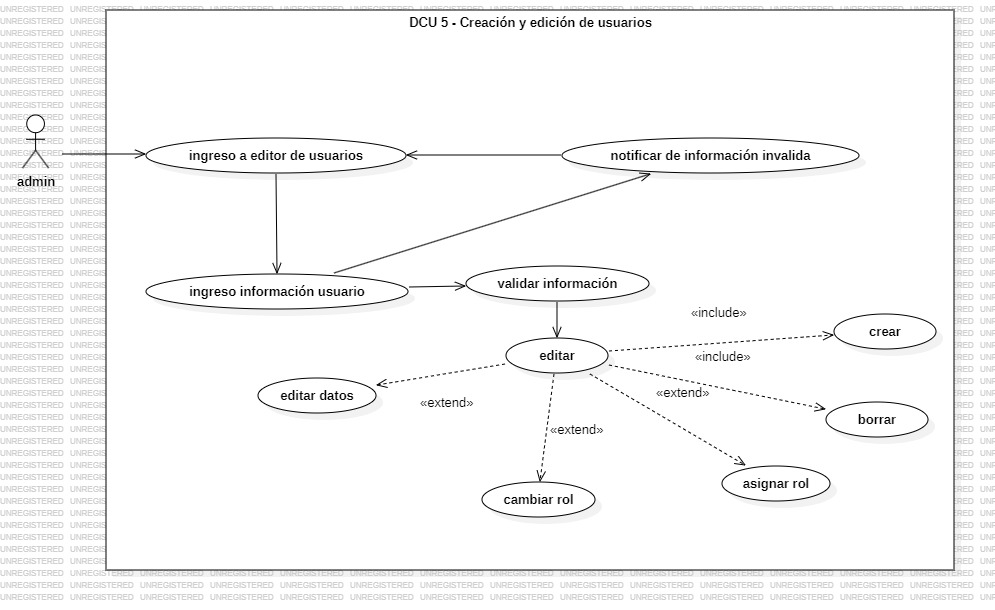 DCU 5 - Creación y edición de usuarios
admin
ingreso a editor de usuarios
notificar de información invalida
ingreso información usuario
validar información
«include»
crear
editar
«include»
editar datos
«extend»
«extend»
borrar
«extend»
asignar rol
cambiar rol
UNREGISTERED